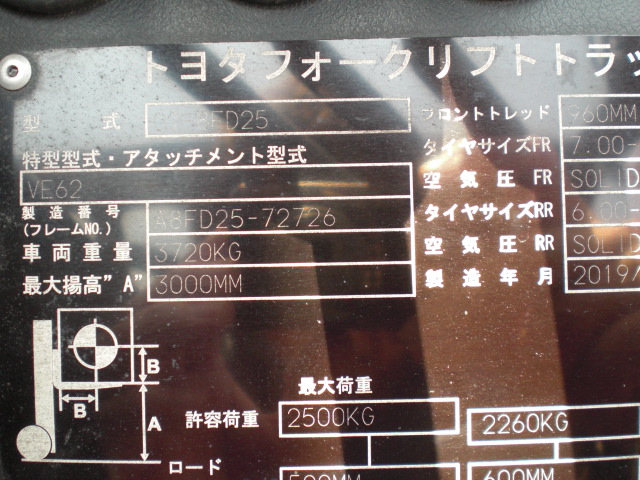 トヨタフォークリフトトラッ
型 式 8FD25 フロントトレッド 960MM
特型型式・アタッチメント型式 タイヤサイズFR 7.00-
VE62 空気圧 FR SOLID
製造番号 (フレームNO.) A8FD25-72726 タイヤサイズRR 6.00-
車両重量 3720KG 空気圧 RR SOLID
最大揚高"A" 3000MM 製造年月 2019/
B
B
A
最大荷重
許容荷重 2500KG 2260KG
ロード 500MM 600MM